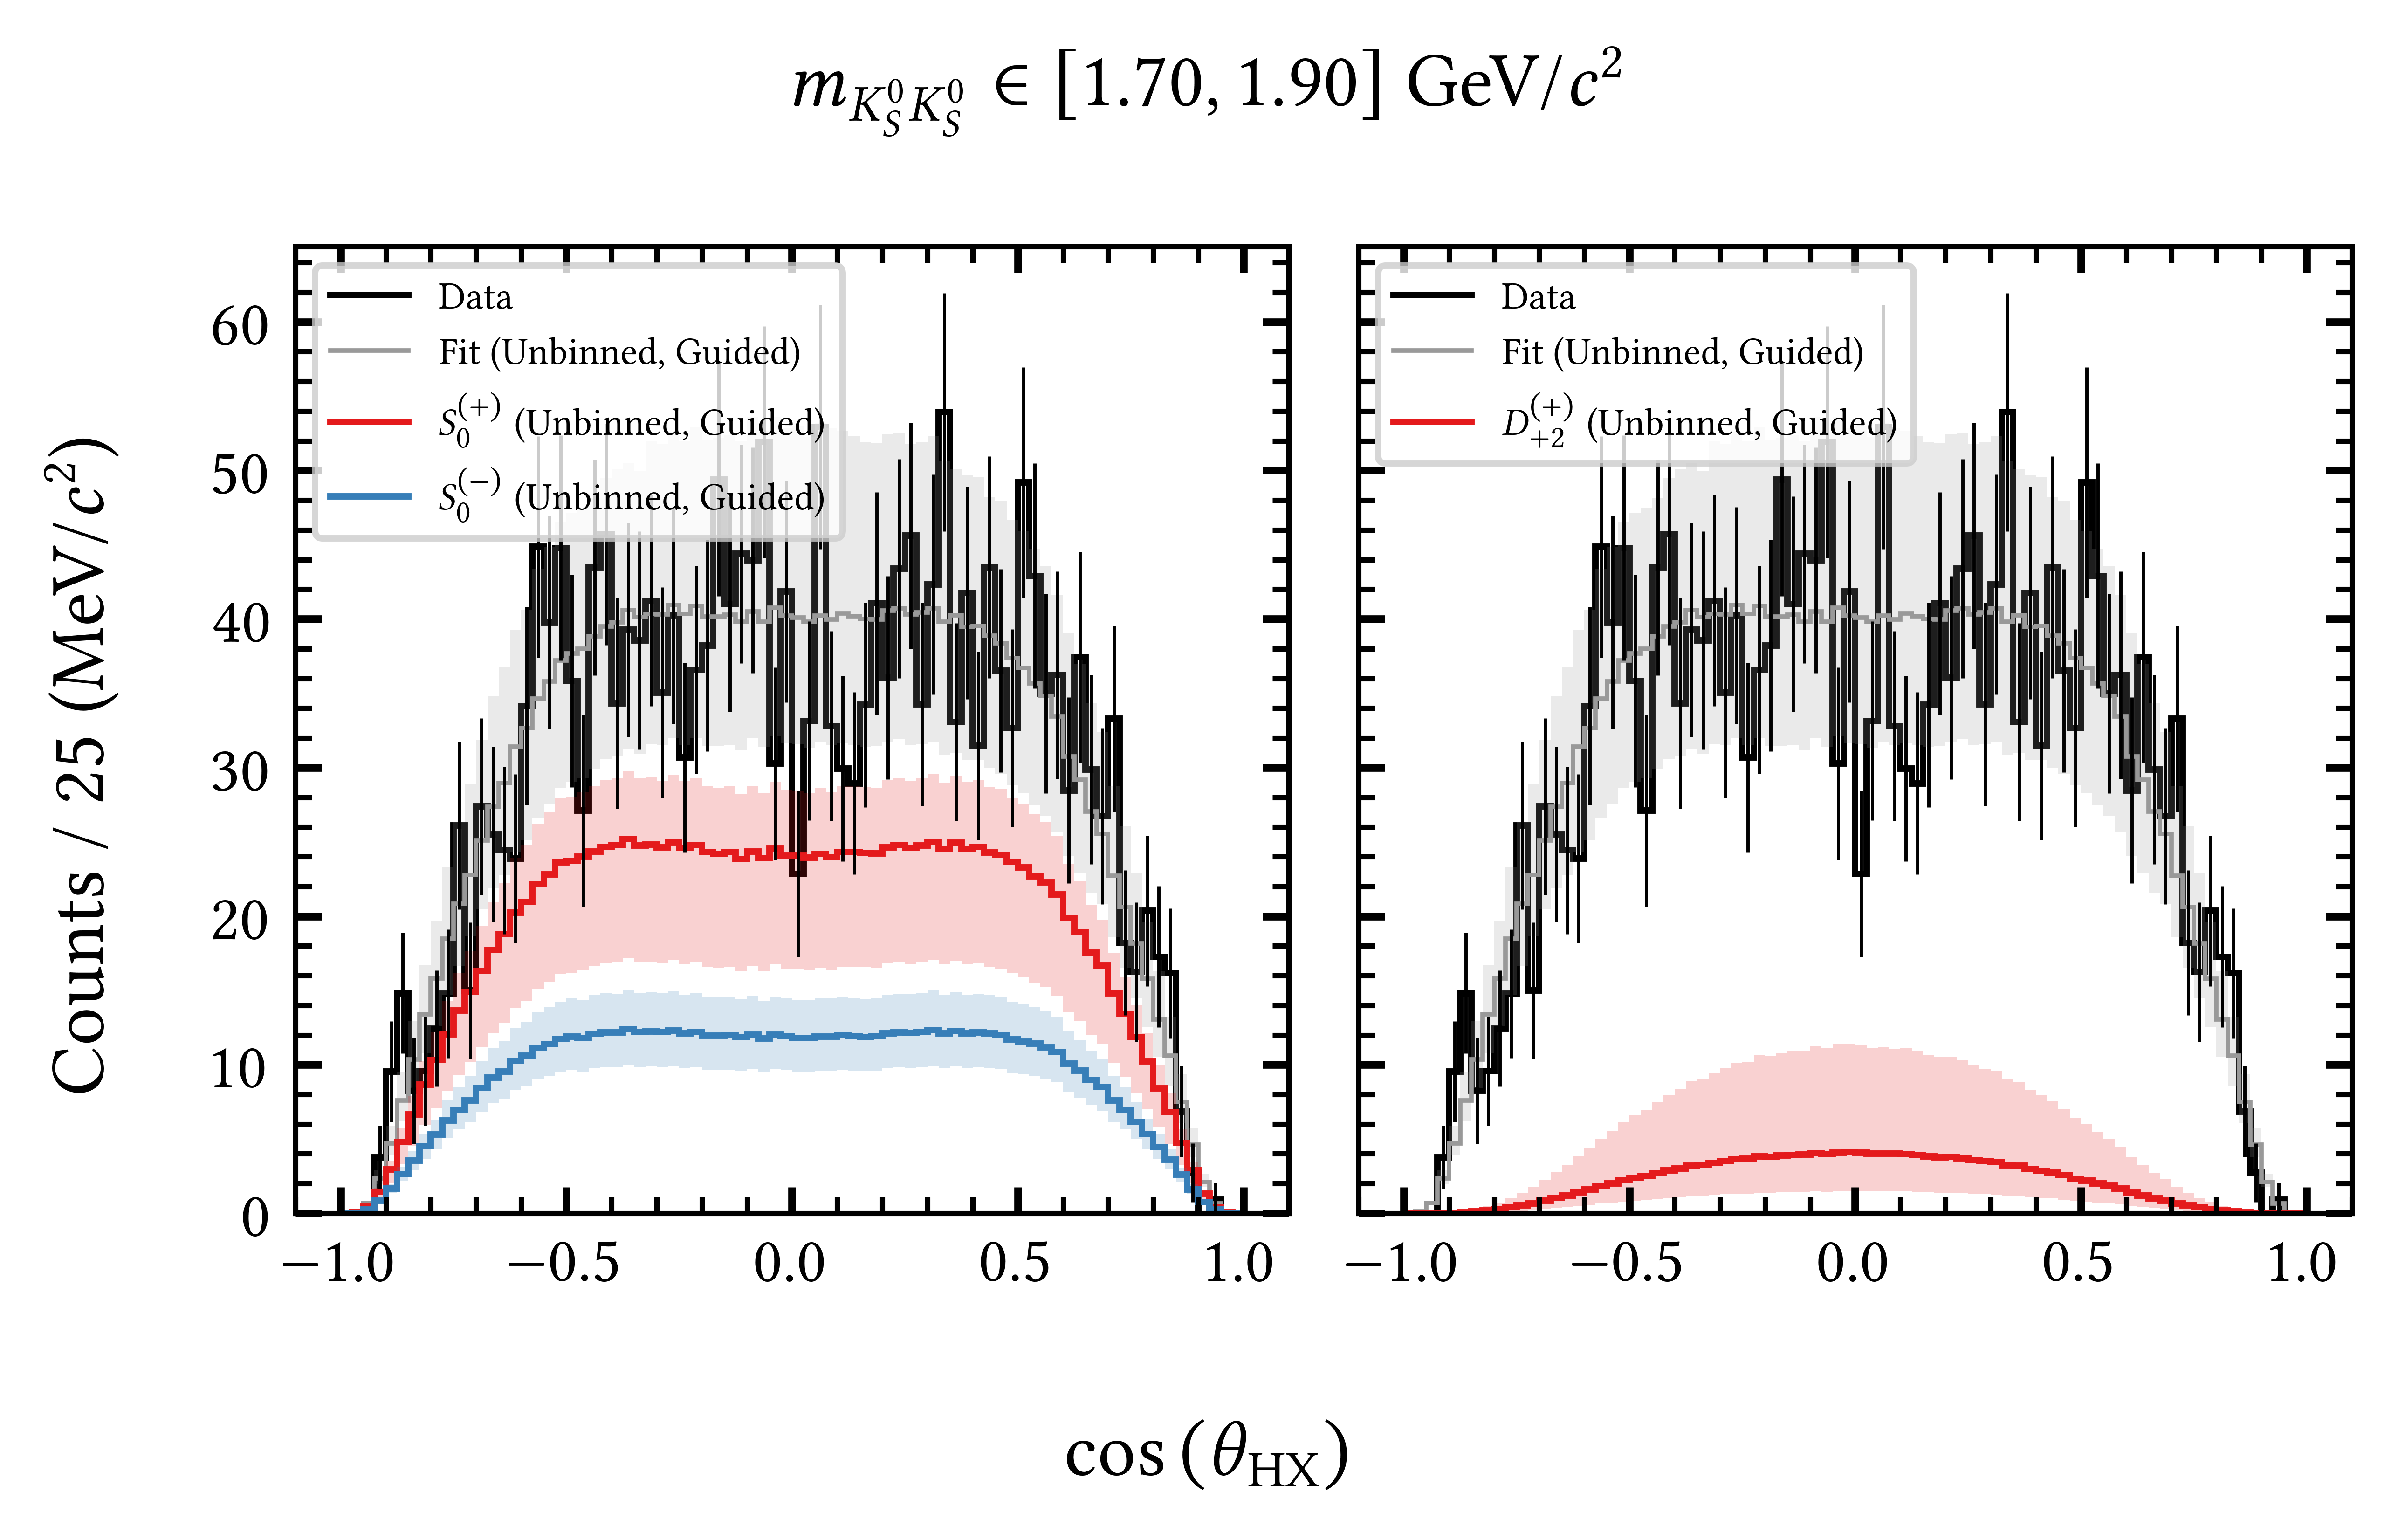 m_{K_S^0 K_S^0} ∈ [1.70, 1.90] GeV/c²
Counts / 25 (MeV/c²)
60
50
40
30
20
10
0
Data
Fit (Unbinned, Guided)
S_0^{(+)} (Unbinned, Guided)
S_0^{(−)} (Unbinned, Guided)
−1.0 −0.5 0.0 0.5 1.0
Data
Fit (Unbinned, Guided)
D_{+2}^{(+)} (Unbinned, Guided)
−1.0 −0.5 0.0 0.5 1.0
cos (θ_{HX})